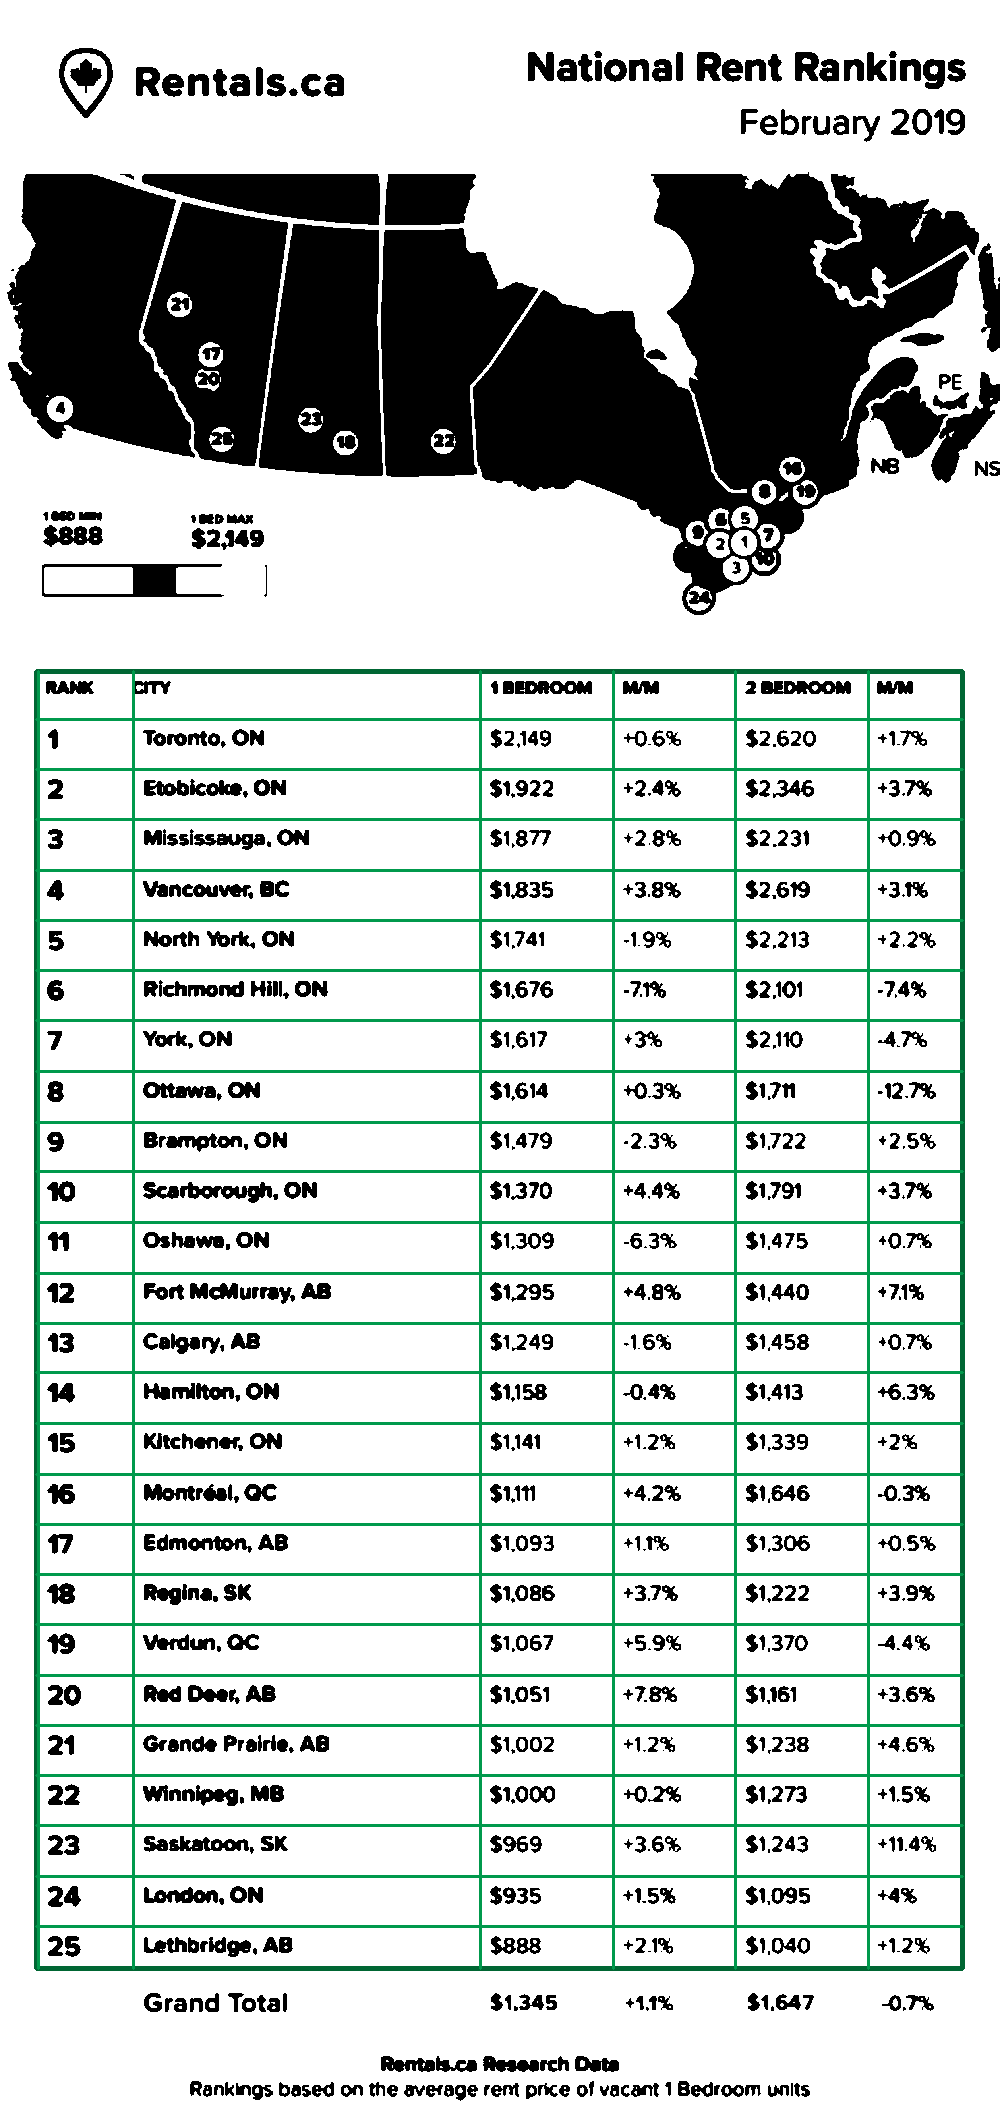 Rentals.ca
National Rent Rankings
February 2019
21
17
20
4
23
18
22
25
PE
NB
NS
16
8
19
6
5
9
2
1
7
10
3
24
1 BED MIN
$888
1 BED MAX
$2,149
RANK CITY 1 BEDROOM M/M 2 BEDROOM M/M
1 Toronto, ON $2,149 +0.6% $2,620 +1.7%
2 Etobicoke, ON $1,922 +2.4% $2,346 +3.7%
3 Mississauga, ON $1,877 +2.8% $2,231 +0.9%
4 Vancouver, BC $1,835 +3.8% $2,619 +3.1%
5 North York, ON $1,741 -1.9% $2,213 +2.2%
6 Richmond Hill, ON $1,676 -7.1% $2,101 -7.4%
7 York, ON $1,617 +3% $2,110 -4.7%
8 Ottawa, ON $1,614 +0.3% $1,711 -12.7%
9 Brampton, ON $1,479 -2.3% $1,722 +2.5%
10 Scarborough, ON $1,370 +4.4% $1,791 +3.7%
11 Oshawa, ON $1,309 -6.3% $1,475 +0.7%
12 Fort McMurray, AB $1,295 +4.8% $1,440 +7.1%
13 Calgary, AB $1,249 -1.6% $1,458 +0.7%
14 Hamilton, ON $1,158 -0.4% $1,413 +6.3%
15 Kitchener, ON $1,141 +1.2% $1,339 +2%
16 Montréal, QC $1,111 +4.2% $1,646 -0.3%
17 Edmonton, AB $1,093 +1.1% $1,306 +0.5%
18 Regina, SK $1,086 +3.7% $1,222 +3.9%
19 Verdun, QC $1,067 +5.9% $1,370 -4.4%
20 Red Deer, AB $1,051 +7.8% $1,161 +3.6%
21 Grande Prairie, AB $1,002 +1.2% $1,238 +4.6%
22 Winnipeg, MB $1,000 +0.2% $1,273 +1.5%
23 Saskatoon, SK $969 +3.6% $1,243 +11.4%
24 London, ON $935 +1.5% $1,095 +4%
25 Lethbridge, AB $888 +2.1% $1,040 +1.2%
Grand Total $1,345 +1.1% $1,647 -0.7%
Rentals.ca Research Data
Rankings based on the average rent price of vacant 1 Bedroom units